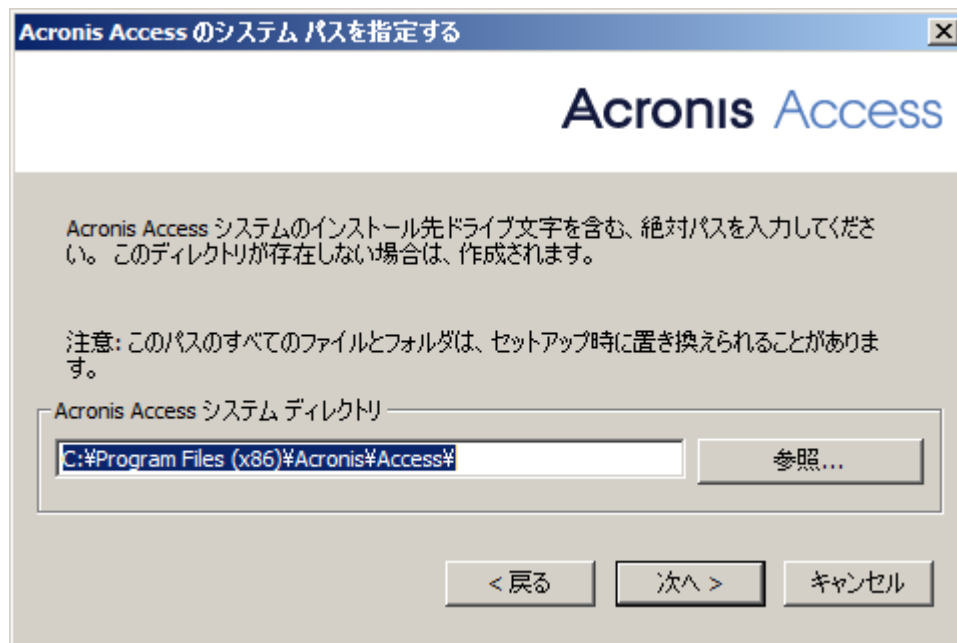 Acronis Access のシステム パスを指定する
Acronis Access
Acronis Access システムのインストール先ドライブ文字を含む、絶対パスを入力してくださ
い。 このディレクトリが存在しない場合は、作成されます。
注意: このパスのすべてのファイルとフォルダは、セットアップ時に置き換えられることがありま
す。
Acronis Access システム ディレクトリ
C:¥Program Files (x86)¥Acronis¥Access¥
参照...
< 戻る
次へ >
キャンセル